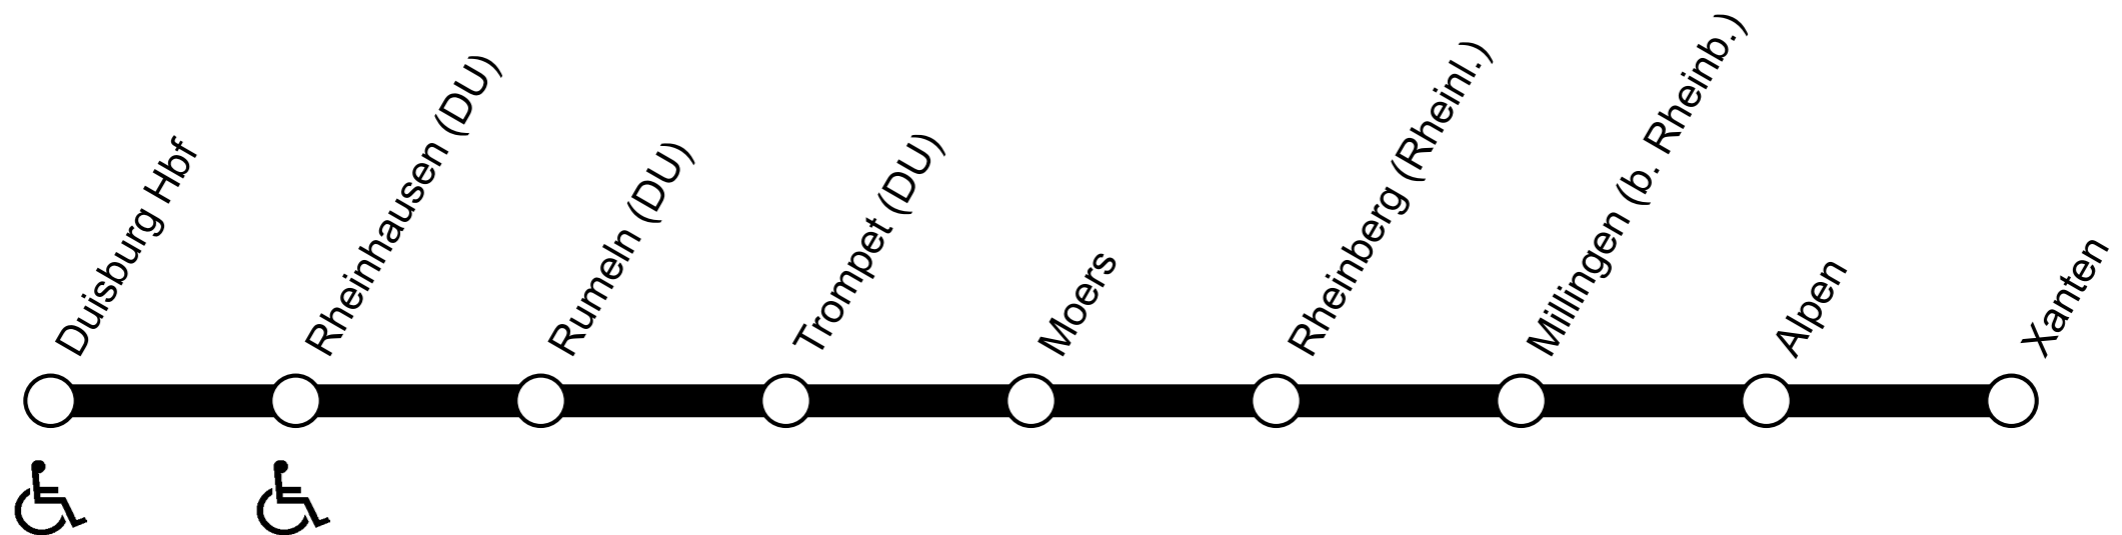 Duisburg Hbf
Rheinhausen (DU)
Rumeln (DU)
Trompet (DU)
Moers
Rheinberg (Rheinl.)
Millingen (b. Rheinb.)
Alpen
Xanten